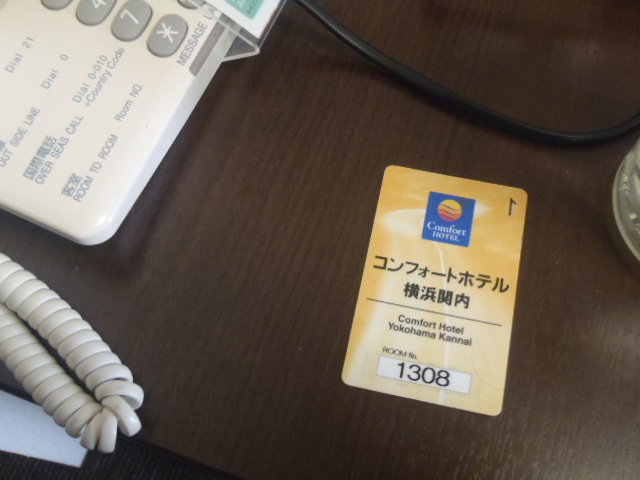 4
7
*
MESSAGE
Dial 21
Dial 0
OUT SIDE LINE
Dial 0-010
+Country Code
国際電話
OVER SEAS CALL
Room NO.
客室
ROOM TO ROOM
Comfort
HOTEL
コンフォートホテル
横浜関内
Comfort Hotel
Yokohama Kannai
ROOM No.
1308